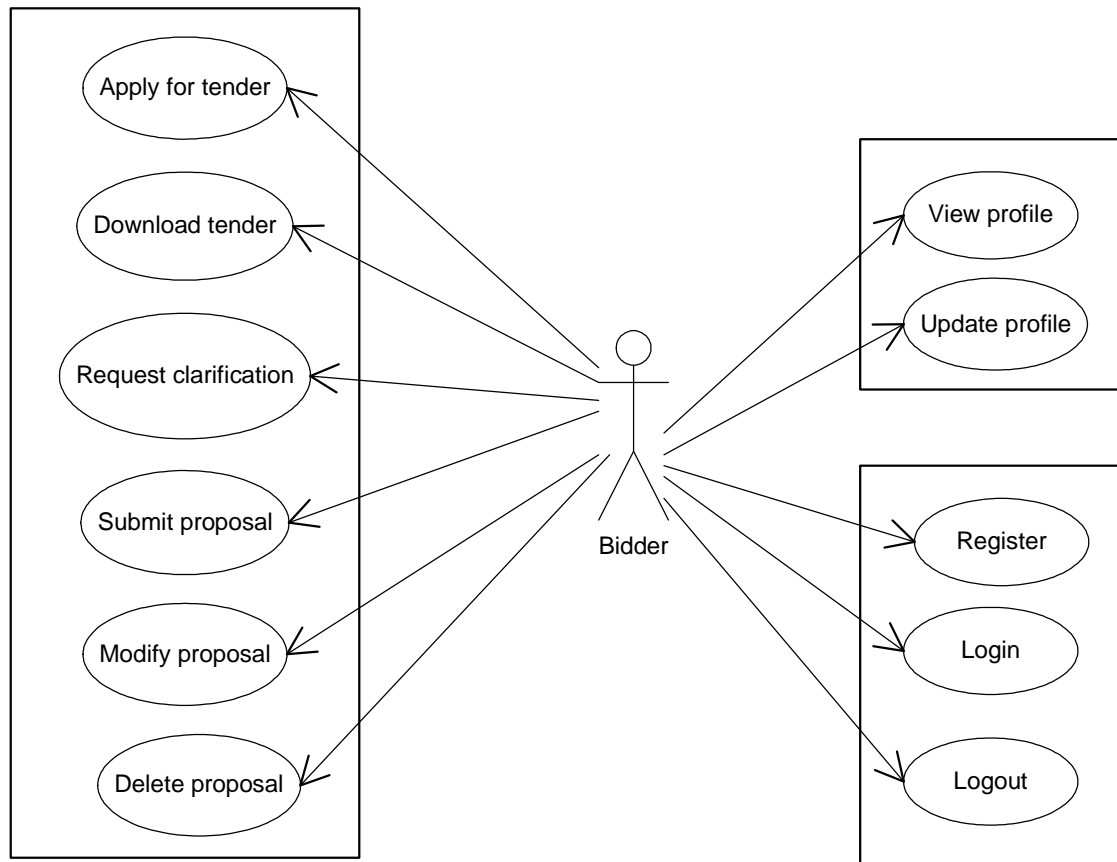 Apply for tender
Download tender
Request clarification
Submit proposal
Modify proposal
Delete proposal
Bidder
View profile
Update profile
Register
Login
Logout